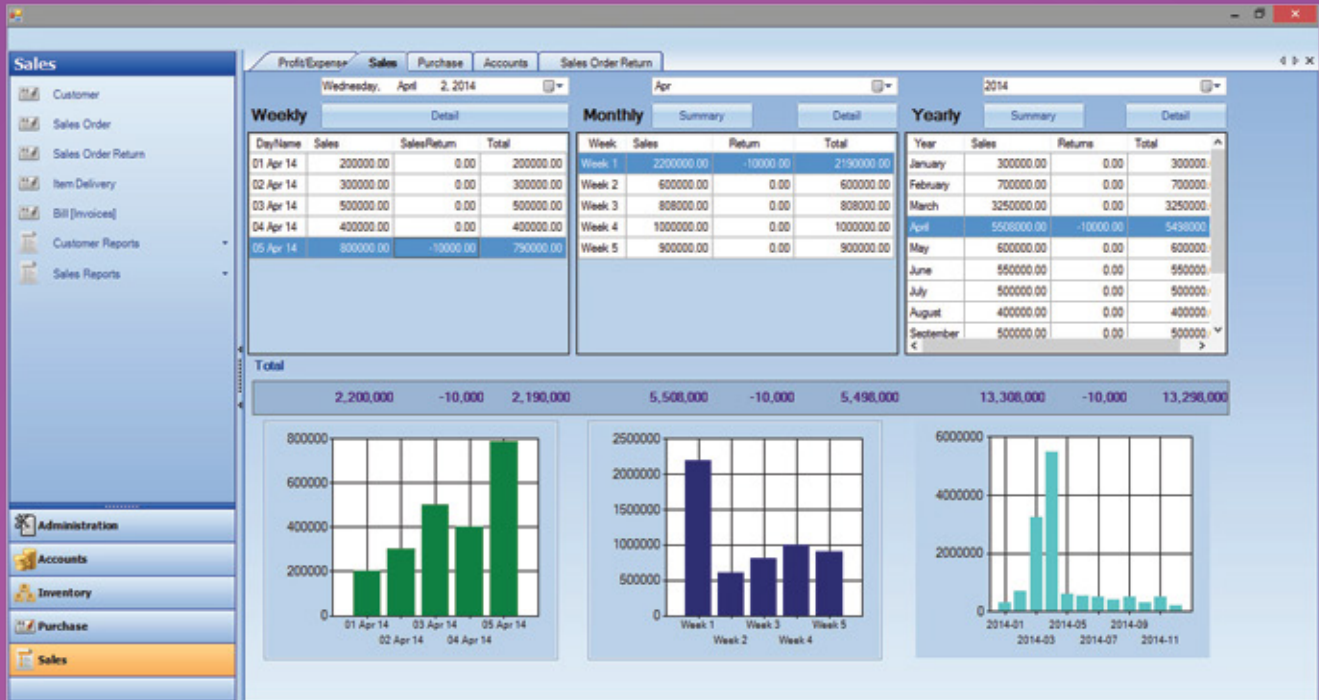 Sales
Customer
Sales Order
Sales Order Return
Item Delivery
Bill [Invoices]
Customer Reports
Sales Reports
Administration
Accounts
Inventory
Purchase
Sales
Profit/Expense Sales Purchase Accounts Sales Order Return
Wednesday, April 2, 2014 Apr 2014
Weekly Detail Monthly Summary Detail Yearly Summary Detail
DayName Sales SalesReturn Total
01 Apr 14 200000.00 0.00 200000.00
02 Apr 14 300000.00 0.00 300000.00
03 Apr 14 500000.00 0.00 500000.00
04 Apr 14 400000.00 0.00 400000.00
05 Apr 14 800000.00 -10000.00 790000.00
Week Sales Return Total
Week 1 2200000.00 -10000.00 2190000.00
Week 2 600000.00 0.00 600000.00
Week 3 808000.00 0.00 808000.00
Week 4 1000000.00 0.00 1000000.00
Week 5 900000.00 0.00 900000.00
Year Sales Returns Total
January 300000.00 0.00 300000.
February 700000.00 0.00 700000.
March 3250000.00 0.00 3250000.
April 5508000.00 -10000.00 5498000
May 600000.00 0.00 600000.
June 550000.00 0.00 550000.
July 500000.00 0.00 500000.
August 400000.00 0.00 400000.
September 500000.00 0.00 500000.
Total
2,200,000 -10,000 2,190,000 5,508,000 -10,000 5,498,000 13,308,000 -10,000 13,298,000
800000
600000
400000
200000
0
01 Apr 14 03 Apr 14 05 Apr 14
02 Apr 14 04 Apr 14
2500000
2000000
1500000
1000000
500000
0
Week 1 Week 3 Week 5
Week 2 Week 4
6000000
4000000
2000000
0
2014-01 2014-05 2014-09
2014-03 2014-07 2014-11